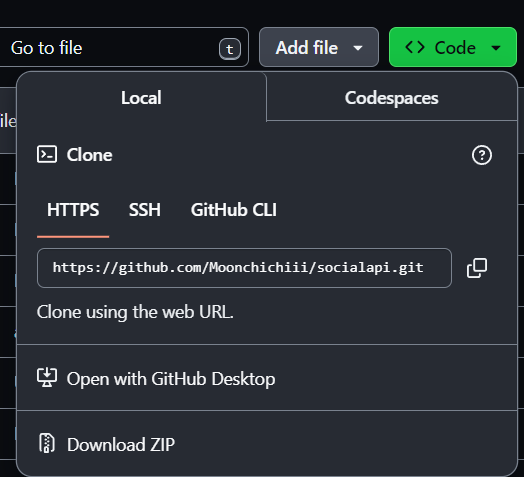 Go to file t Add file Code
ile
Local Codespaces
Clone
HTTPS SSH GitHub CLI
https://github.com/Moonchichiii/socialapi.git
Clone using the web URL.
Open with GitHub Desktop
Download ZIP